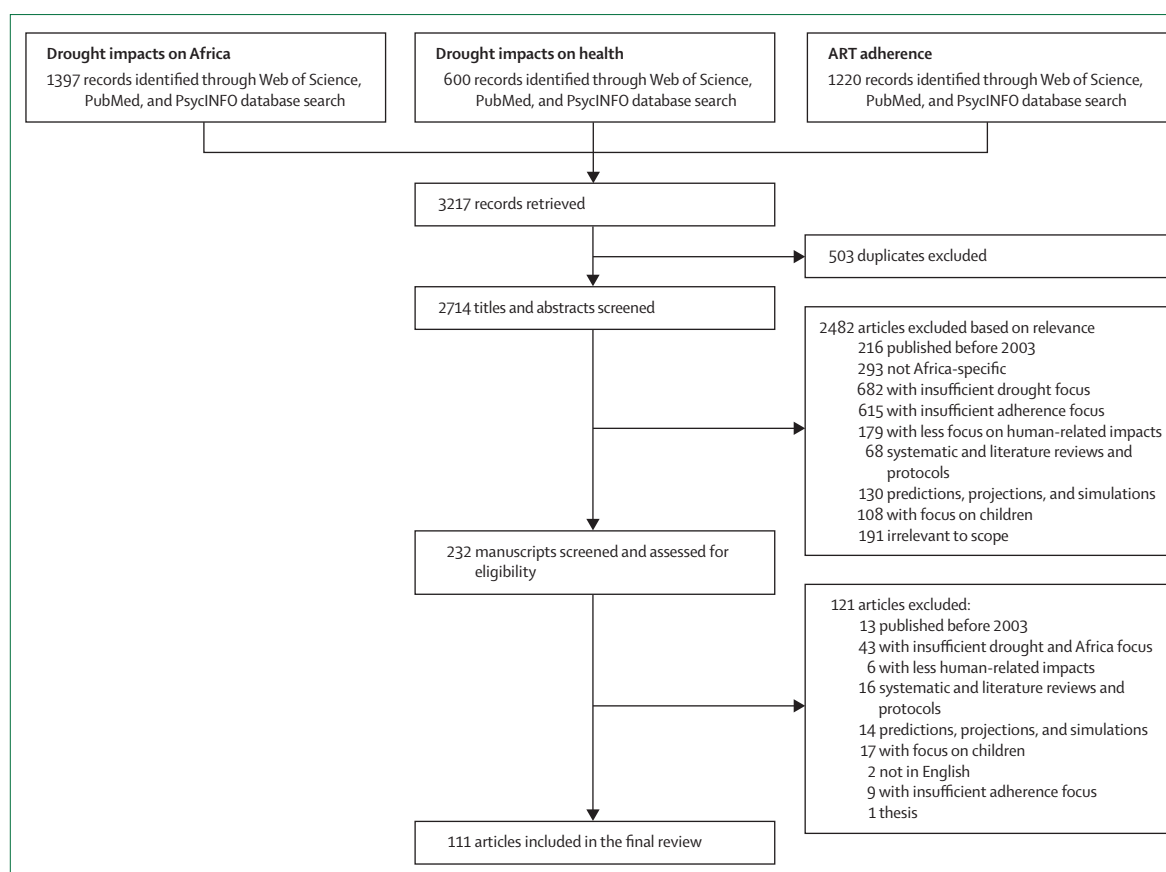 Drought impacts on Africa
1397 records identified through Web of Science,
PubMed, and PsycINFO database search
Drought impacts on health
600 records identified through Web of Science,
PubMed, and PsycINFO database search
ART adherence
1220 records identified through Web of Science,
PubMed, and PsycINFO database search
3217 records retrieved
503 duplicates excluded
2714 titles and abstracts screened
2482 articles excluded based on relevance
216 published before 2003
293 not Africa-specific
682 with insufficient drought focus
615 with insufficient adherence focus
179 with less focus on human-related impacts
68 systematic and literature reviews and
protocols
130 predictions, projections, and simulations
108 with focus on children
191 irrelevant to scope
232 manuscripts screened and assessed for
eligibility
121 articles excluded:
13 published before 2003
43 with insufficient drought and Africa focus
6 with less human-related impacts
16 systematic and literature reviews and
protocols
14 predictions, projections, and simulations
17 with focus on children
2 not in English
9 with insufficient adherence focus
1 thesis
111 articles included in the final review